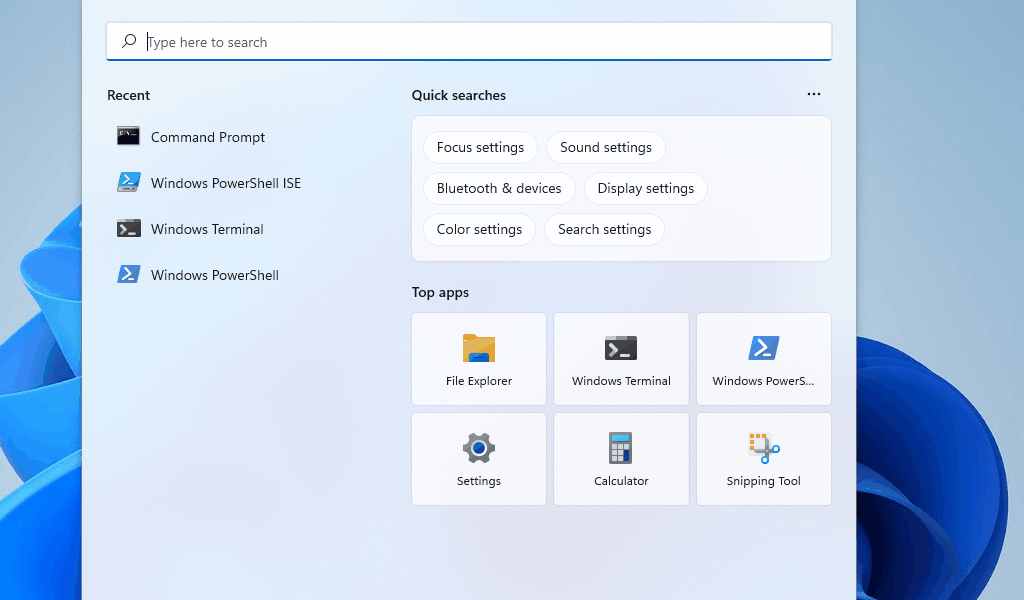 Type here to search
Recent
Command Prompt
Windows PowerShell ISE
Windows Terminal
Windows PowerShell
Quick searches
Focus settings
Sound settings
Bluetooth & devices
Display settings
Color settings
Search settings
Top apps
File Explorer
Windows Terminal
Windows PowerS...
Settings
Calculator
Snipping Tool